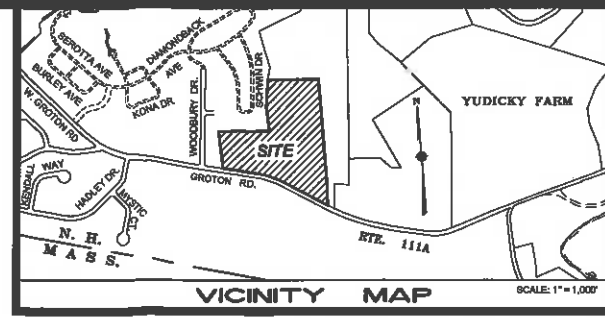 SEROTTA AVE
DIAMONDBACK
AVE
BURLEY AVE
KONA DR.
SCHWIN DR
W. GROTON RD
WOODBURY DR.
N
YUDICKY FARM
SITE
KENDALL WAY
HADLEY DR.
MYSTIC CT.
GROTON RD.
RTE. 111A
N. H.
MASS.
VICINITY MAP
SCALE: 1" = 1,000'